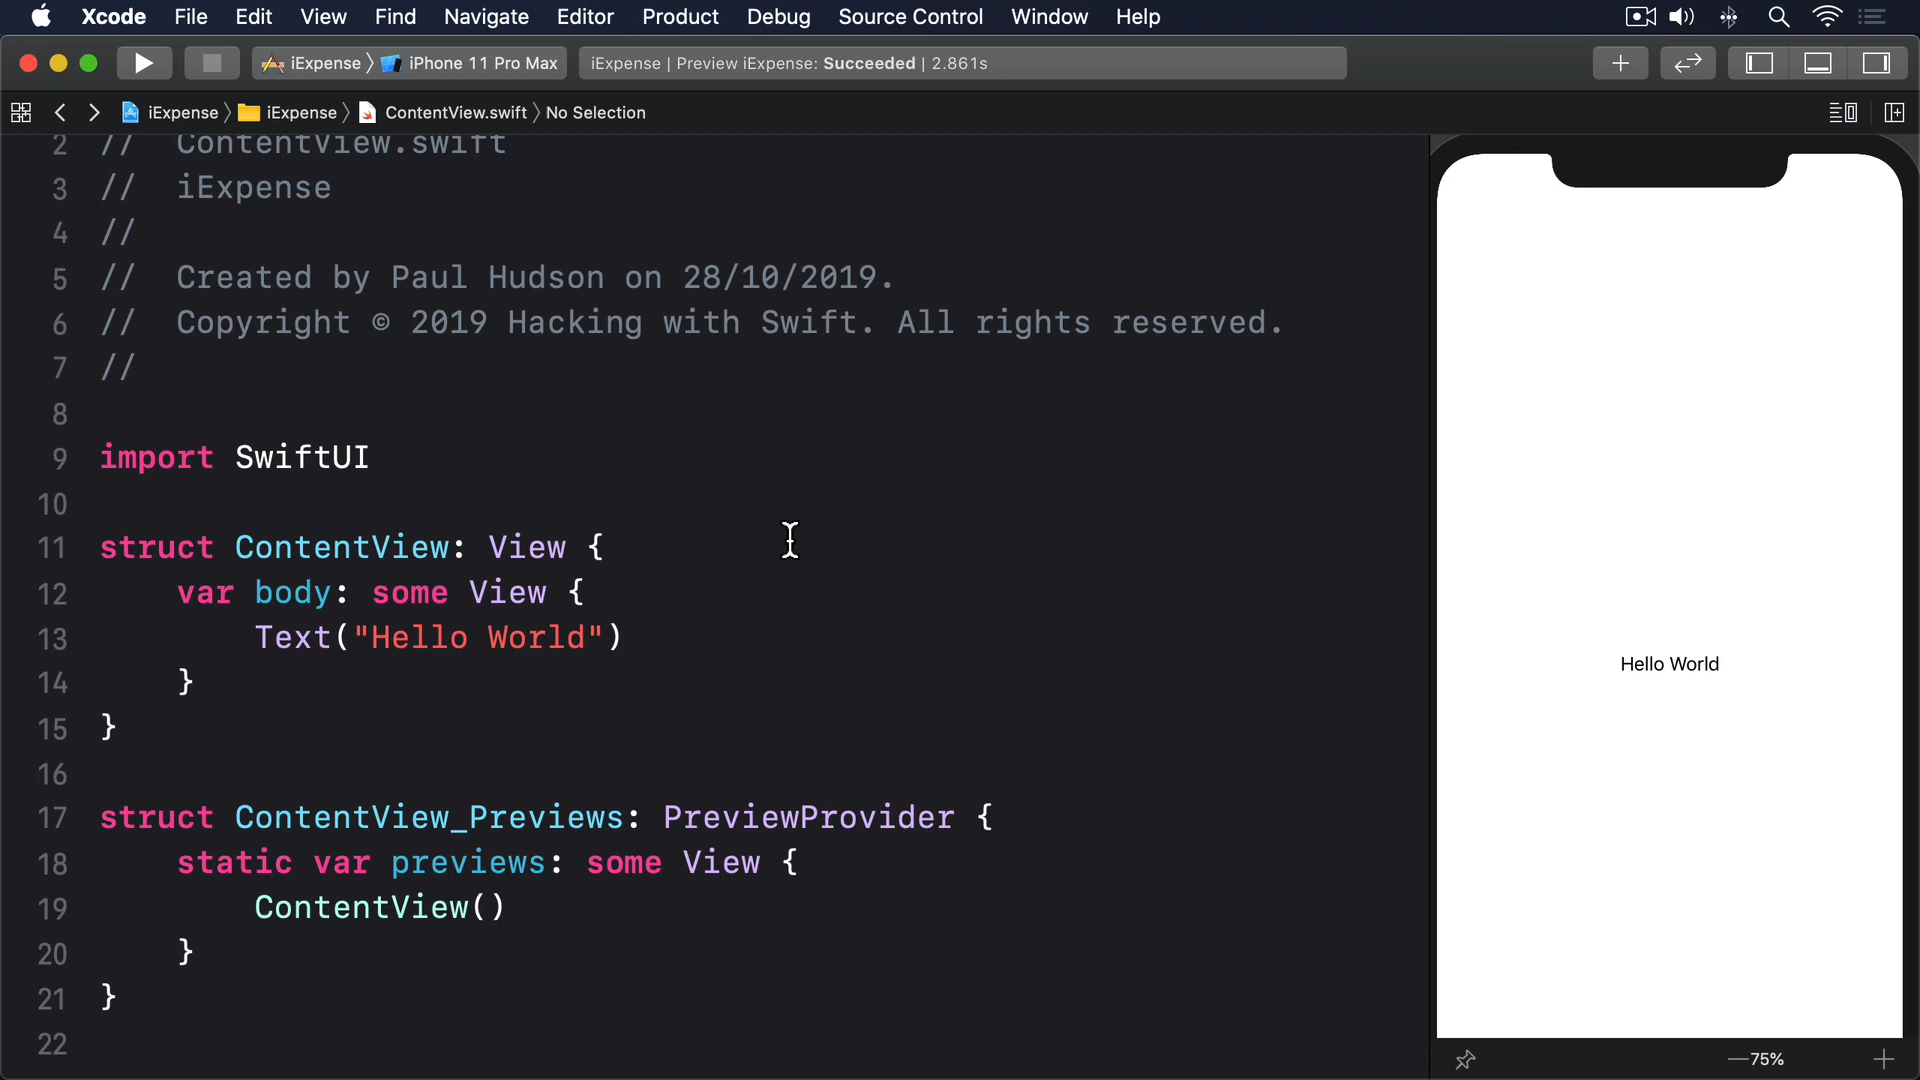 Xcode File Edit View Find Navigate Editor Product Debug Source Control Window Help
iExpense iPhone 11 Pro Max iExpense | Preview iExpense: Succeeded | 2.861s
iExpense iExpense ContentView.swift No Selection
2 // ContentView.swift
3 // iExpense
4 //
5 // Created by Paul Hudson on 28/10/2019.
6 // Copyright © 2019 Hacking with Swift. All rights reserved.
7 //
8
9 import SwiftUI
10
11 struct ContentView: View {
12 var body: some View {
13 Text("Hello World")
14 }
15 }
16
17 struct ContentView_Previews: PreviewProvider {
18 static var previews: some View {
19 ContentView()
20 }
21 }
22
Hello World
75%